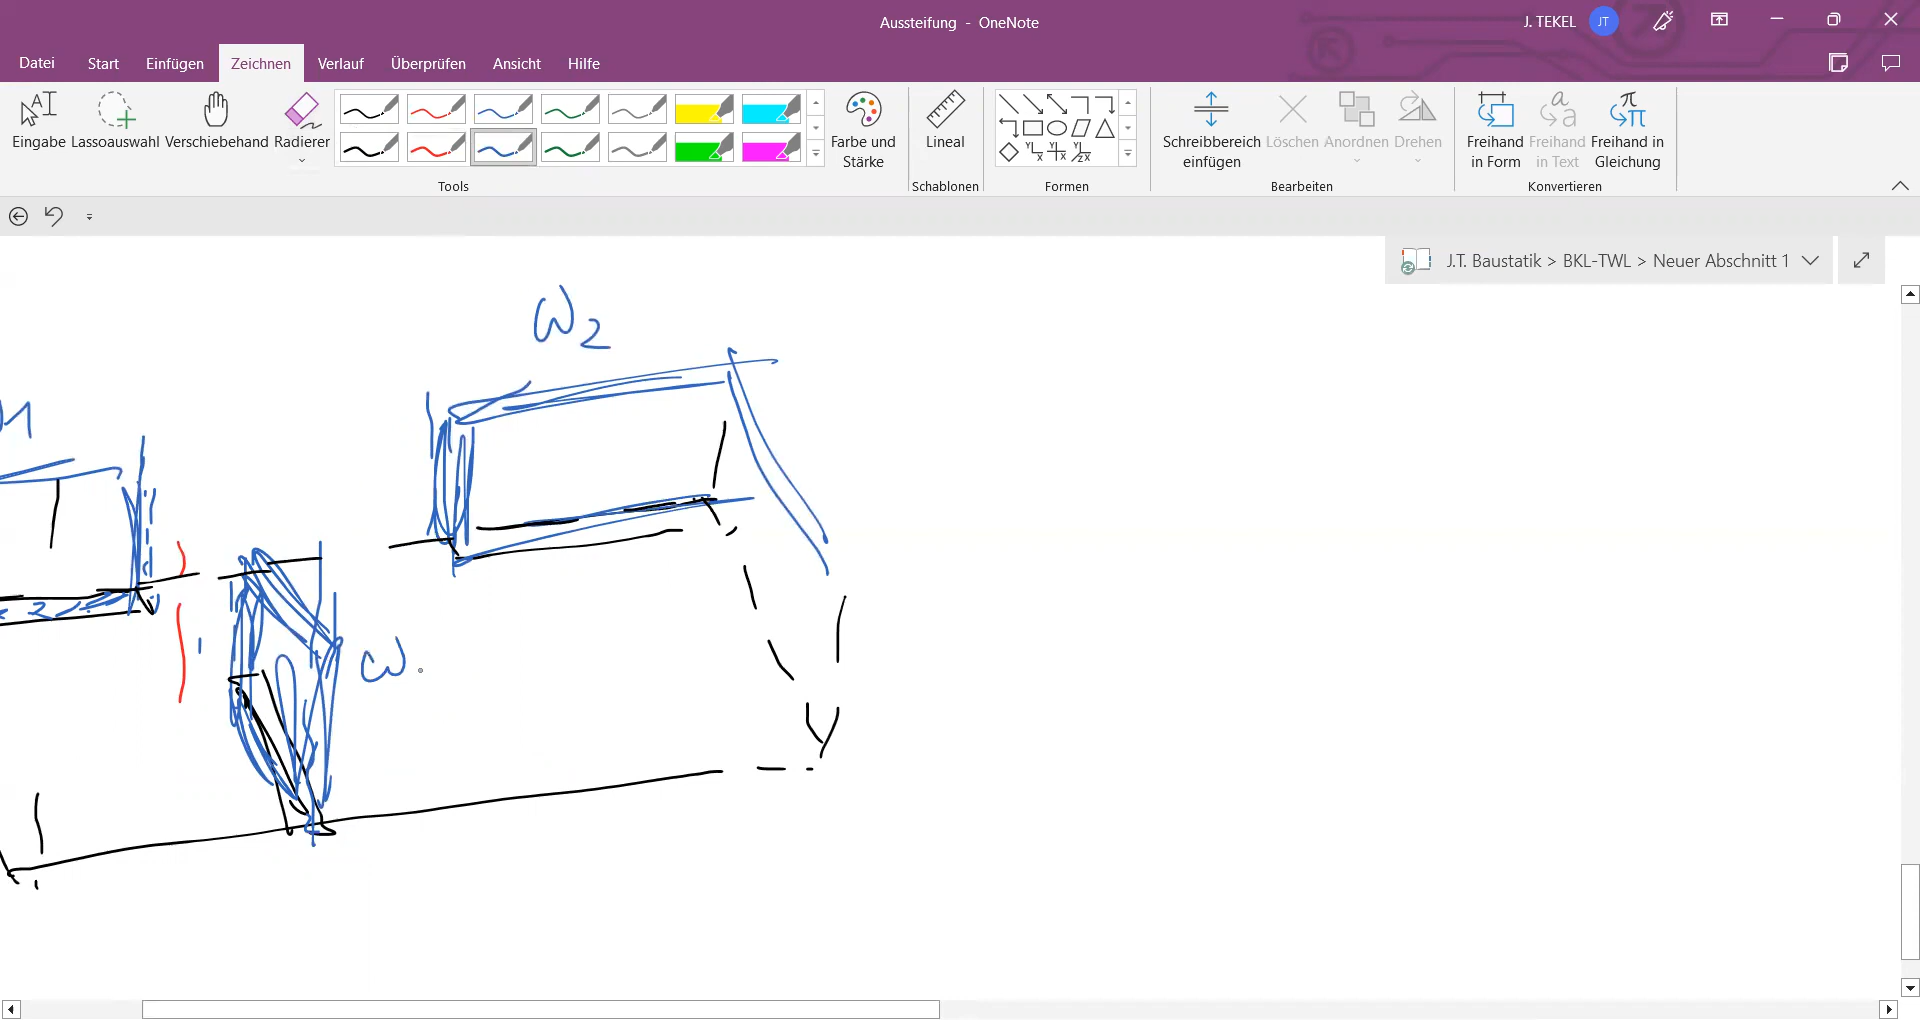 Aussteifung - OneNote
J. TEKEL
JT
Datei
Start
Einfügen
Zeichnen
Verlauf
Überprüfen
Ansicht
Hilfe
Eingabe
Lassoauswahl
Verschiebehand
Radierer
Farbe und Stärke
Lineal
Schreibbereich einfügen
Löschen
Anordnen
Drehen
Freihand in Form
Freihand in Text
Freihand in Gleichung
Tools
Schablonen
Formen
Bearbeiten
Konvertieren
J.T. Baustatik > BKL-TWL > Neuer Abschnitt 1
W2
W